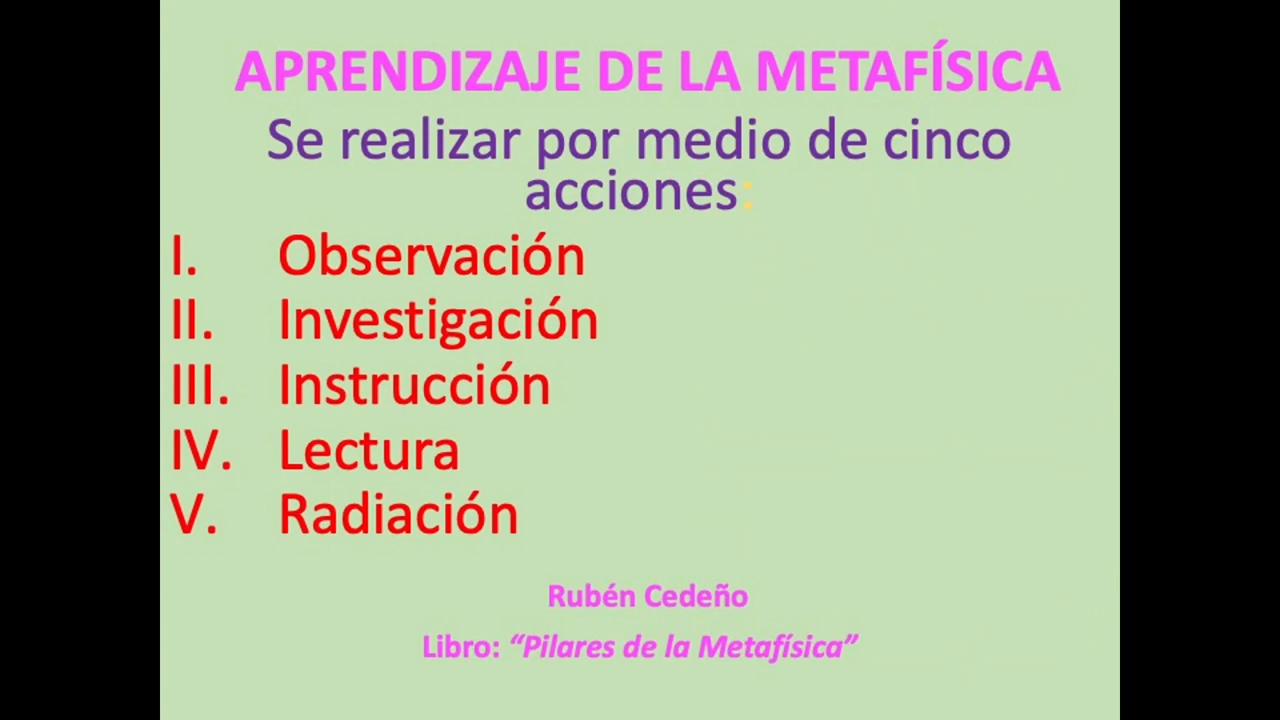 APRENDIZAJE DE LA METAFÍSICA
Se realizar por medio de cinco
acciones:
I. Observación
II. Investigación
III. Instrucción
IV. Lectura
V. Radiación
Rubén Cedeño
Libro: “Pilares de la Metafísica”